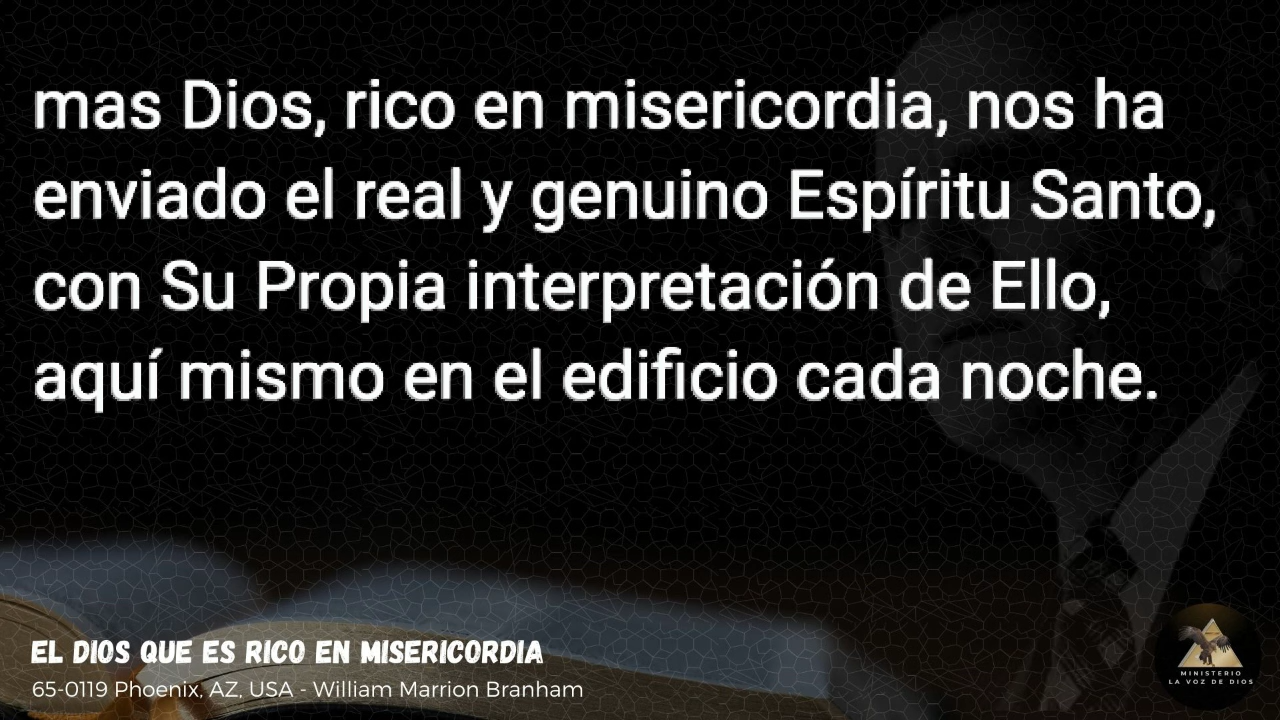 mas Dios, rico en misericordia, nos ha
enviado el real y genuino Espíritu Santo,
con Su Propia interpretación de Ello,
aquí mismo en el edificio cada noche.
EL DIOS QUE ES RICO EN MISERICORDIA
65-0119 Phoenix, AZ, USA - William Marrion Branham
MINISTERIO
LA VOZ DE DIOS